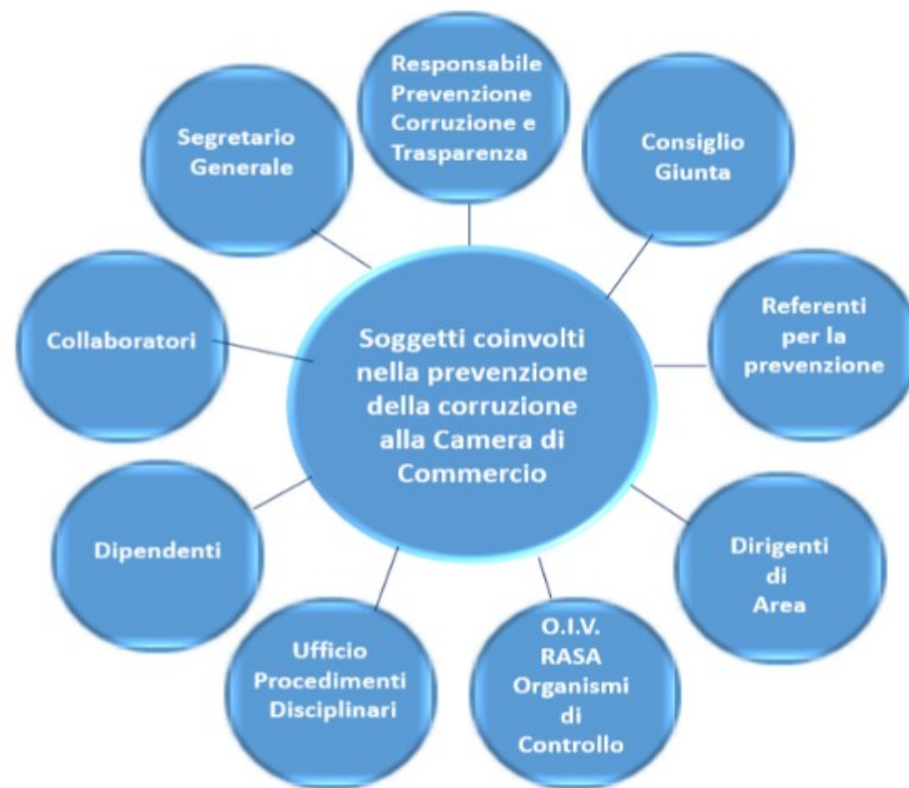 Responsabile
Prevenzione
Corruzione e
Trasparenza
Consiglio
Giunta
Referenti
per la
prevenzione
Dirigenti
di
Area
O.I.V.
RASA
Organismi
di
Controllo
Ufficio
Procedimenti
Disciplinari
Dipendenti
Collaboratori
Segretario
Generale
Soggetti coinvolti
nella prevenzione
della corruzione
alla Camera di
Commercio